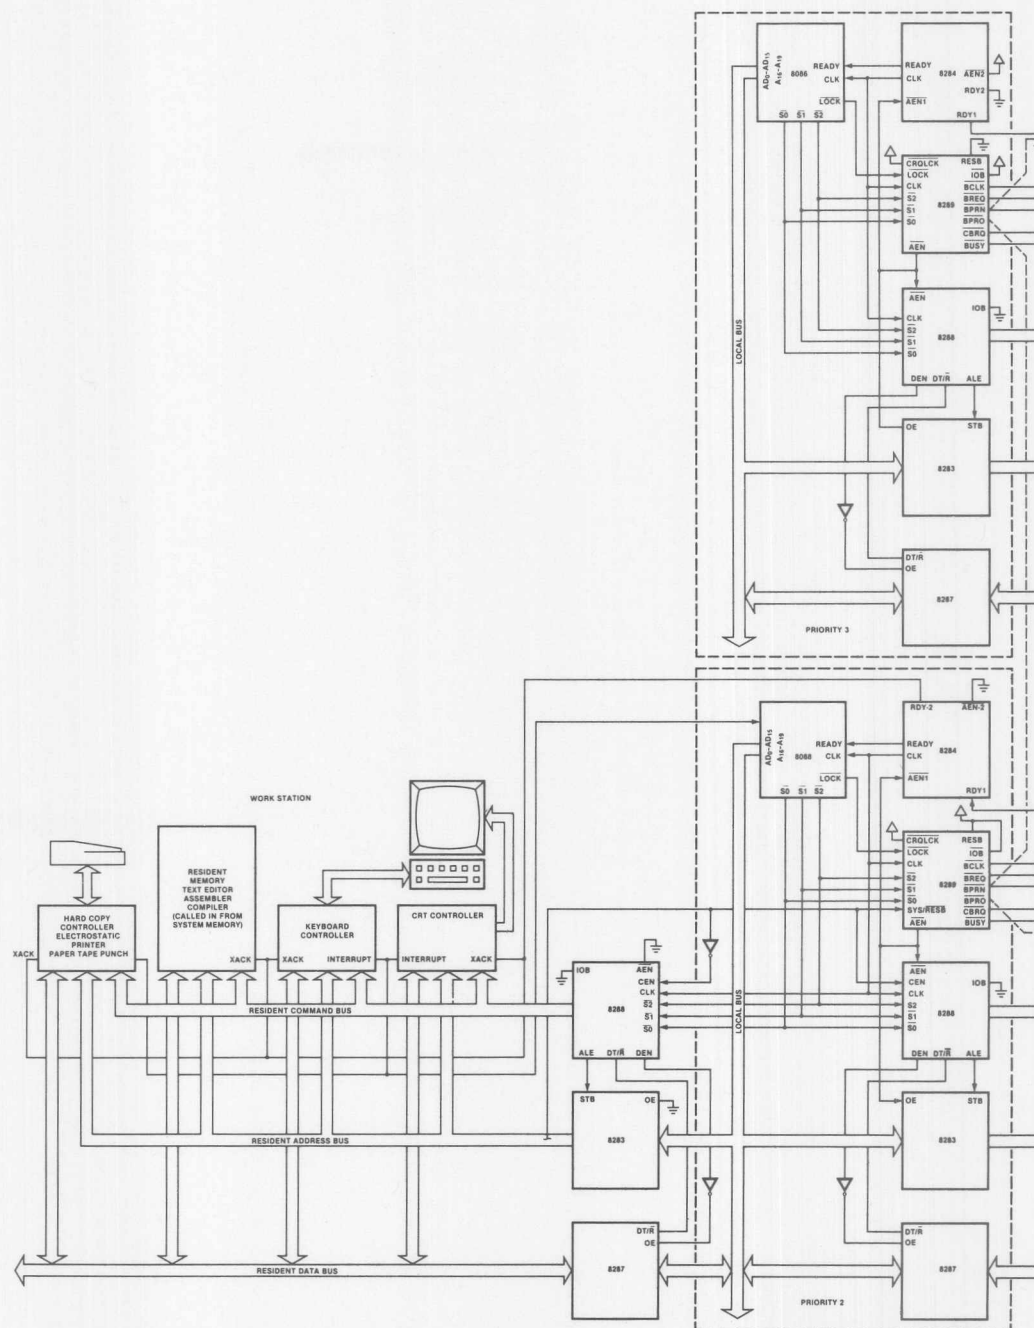 AD0-AD15
A16-A19
8086
READY
CLK
LOCK
S0 S1 S2
READY
CLK
8284
AEN2
RDY2
AEN1
RDY1
CRQLCK
RESB
LOCK
IOB
CLK
BCLK
S2
BREQ
8289
S1
BPRN
S0
BPRO
CBRQ
AEN
BUSY
AEN
IOB
CLK
S2
8288
S1
S0
DEN DT/R ALE
LOCAL BUS
OE
STB
8283
DT/R
OE
8287
PRIORITY 3
RDY-2
AEN-2
AD0-AD15
A16-A19
8088
READY
CLK
LOCK
S0 S1 S2
READY
CLK
8284
AEN1
RDY1
CRQLCK
RESB
LOCK
IOB
CLK
BCLK
S2
BREQ
8289
S1
BPRN
S0
BPRO
SYS/RESB
CBRQ
AEN
BUSY
WORK STATION
HARD COPY
CONTROLLER
ELECTROSTATIC
PRINTER
PAPER TAPE PUNCH
XACK
RESIDENT
MEMORY
TEXT EDITOR
ASSEMBLER
COMPILER
(CALLED IN FROM
SYSTEM MEMORY)
XACK
KEYBOARD
CONTROLLER
XACK INTERRUPT
CRT CONTROLLER
INTERRUPT XACK
RESIDENT COMMAND BUS
IOB
AEN
CEN
CLK
8288
S2
S1
S0
ALE DT/R DEN
LOCAL BUS
AEN
CEN
IOB
CLK
S2
8288
S1
S0
DEN DT/R ALE
STB OE
8283
OE STB
8283
RESIDENT ADDRESS BUS
DT/R
OE
8287
RESIDENT DATA BUS
DT/R
OE
8287
PRIORITY 2